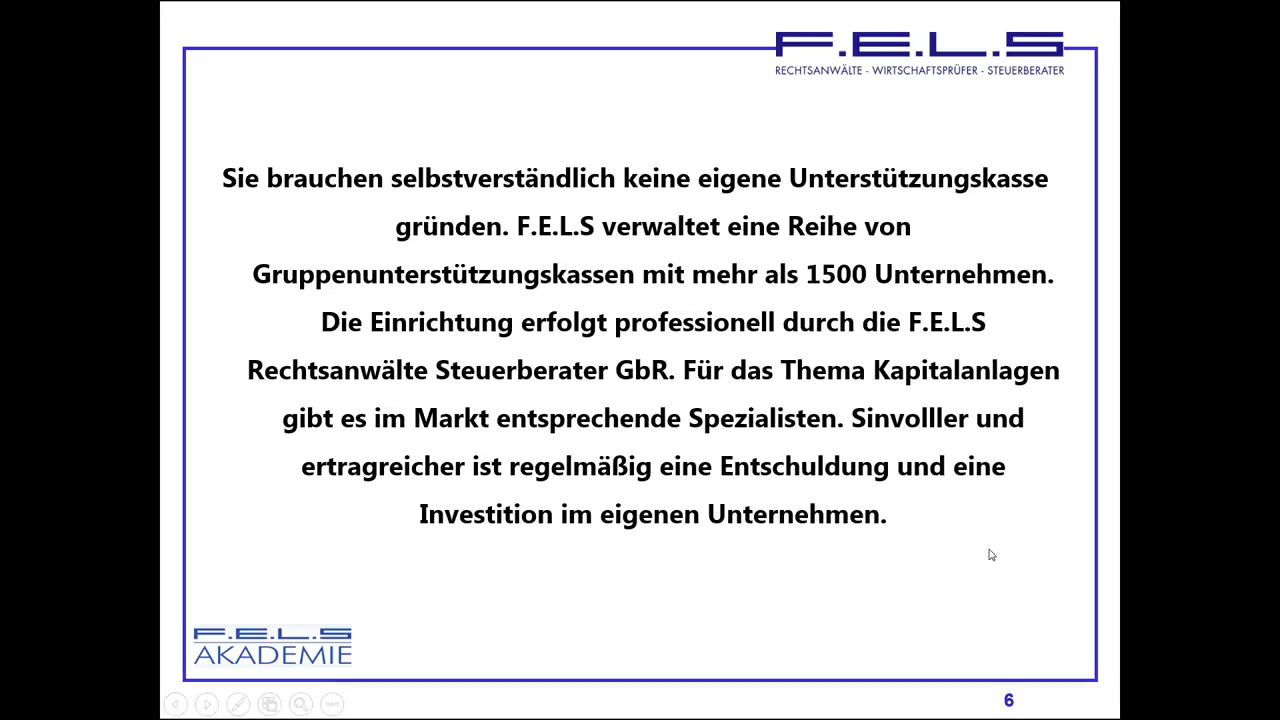 F.E.L.S
RECHTSANWÄLTE - WIRTSCHAFTSPRÜFER - STEUERBERATER
Sie brauchen selbstverständlich keine eigene Unterstützungskasse
gründen. F.E.L.S verwaltet eine Reihe von
Gruppenunterstützungskassen mit mehr als 1500 Unternehmen.
Die Einrichtung erfolgt professionell durch die F.E.L.S
Rechtsanwälte Steuerberater GbR. Für das Thema Kapitalanlagen
gibt es im Markt entsprechende Spezialisten. Sinvolller und
ertragreicher ist regelmäßig eine Entschuldung und eine
Investition im eigenen Unternehmen.
F.E.L.S
AKADEMIE
6